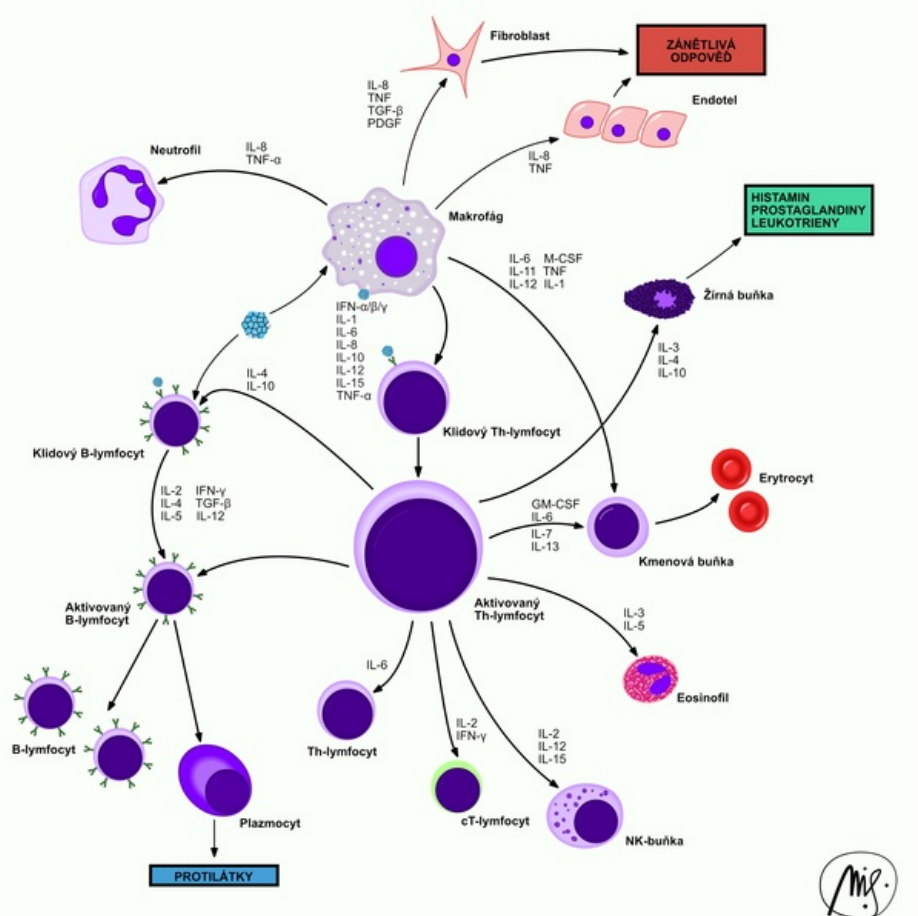 Fibroblast
ZÁNĚTLIVÁ
ODPOVĚĎ
IL-8
TNF
TGF-β
PDGF
Endotel
Neutrofil
IL-8
TNF-α
IL-8
TNF
HISTAMIN
PROSTAGLANDINY
LEUKOTRIENY
Makrofág
IL-6 M-CSF
IL-11 TNF
IL-12 IL-1
Žírná buňka
IFN-α/β/γ
IL-1
IL-6
IL-8
IL-10
IL-12
IL-15
TNF-α
IL-3
IL-4
IL-10
IL-4
IL-10
Klidový Th-lymfocyt
Klidový B-lymfocyt
IL-2 IFN-γ
IL-4 TGF-β
IL-5 IL-12
Erytrocyt
GM-CSF
IL-6
IL-7
IL-13
Kmenová buňka
Aktivovaný
B-lymfocyt
Aktivovaný
Th-lymfocyt
IL-3
IL-5
Eosinofil
IL-6
B-lymfocyt
Th-lymfocyt
IL-2
IFN-γ
IL-2
IL-12
IL-15
cT-lymfocyt
Plazmocyt
NK-buňka
PROTILÁTKY